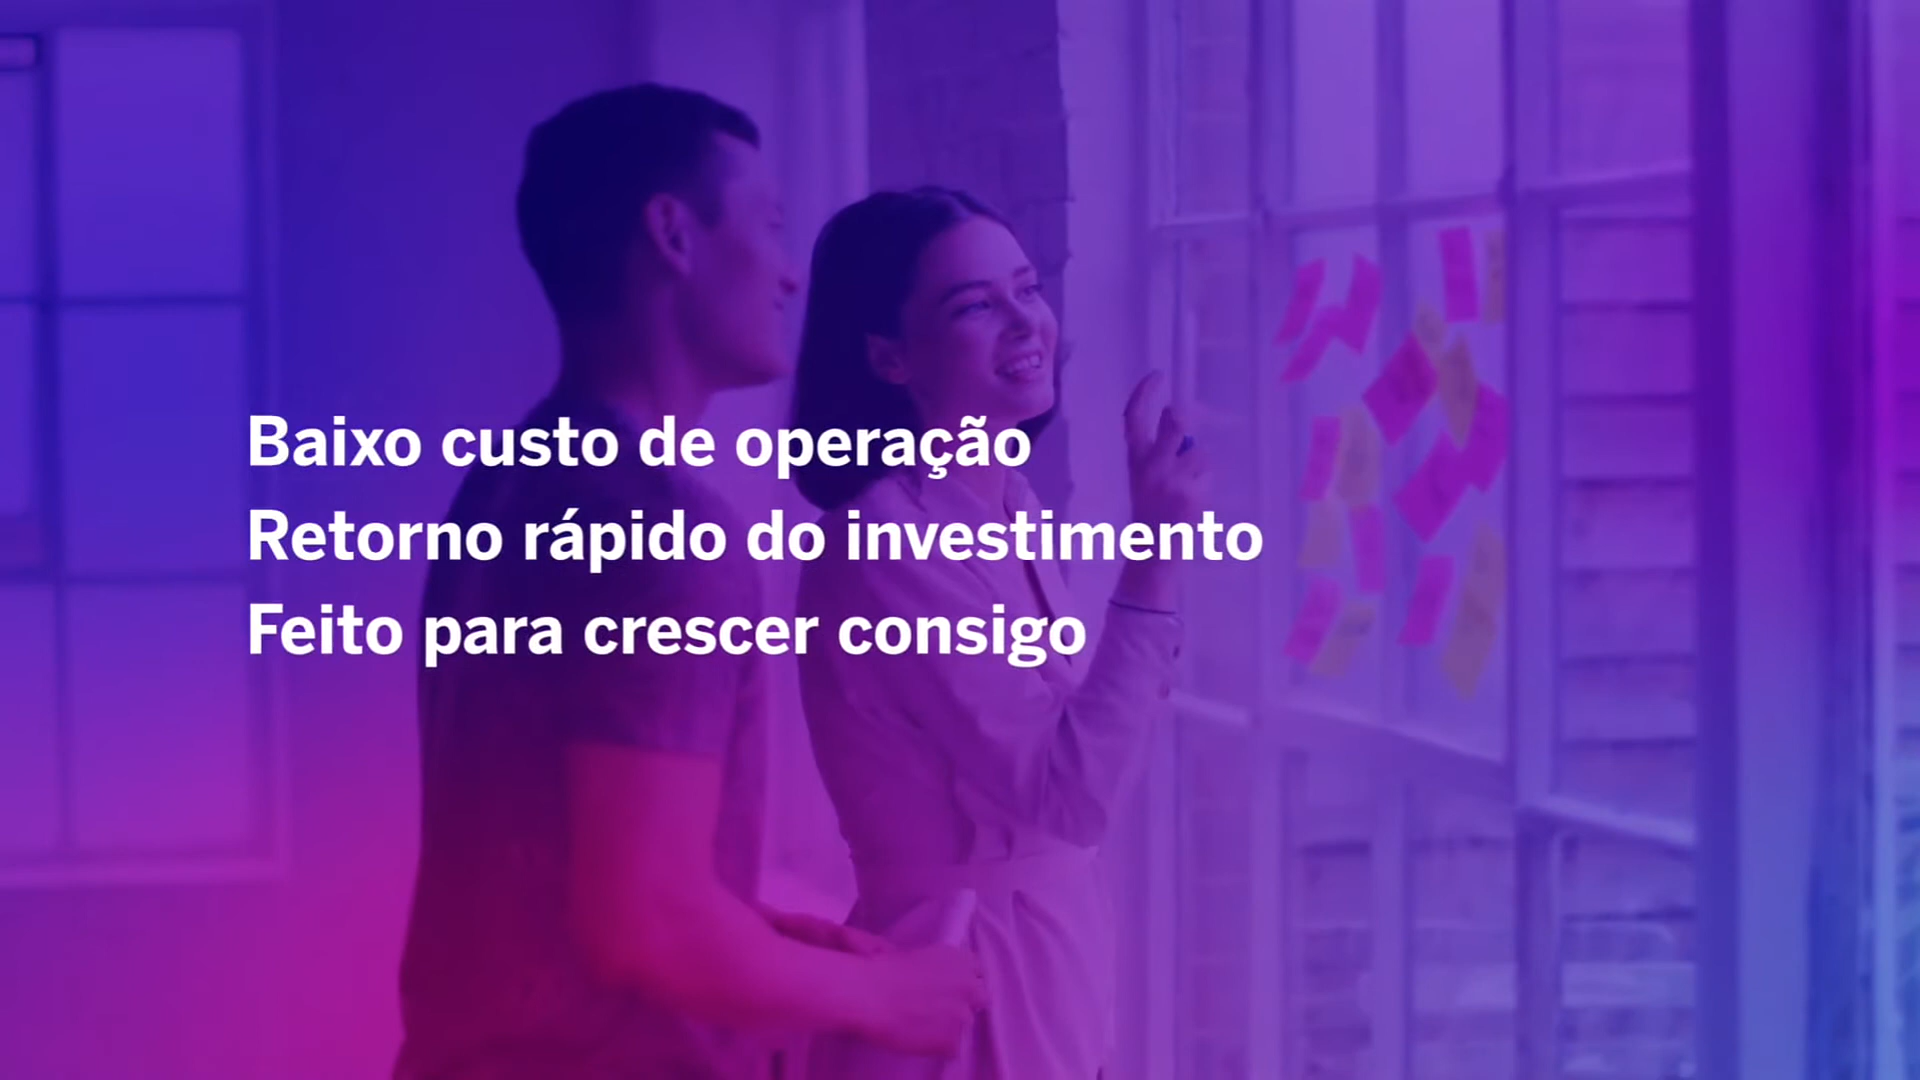 Baixo custo de operação
Retorno rápido do investimento
Feito para crescer consigo